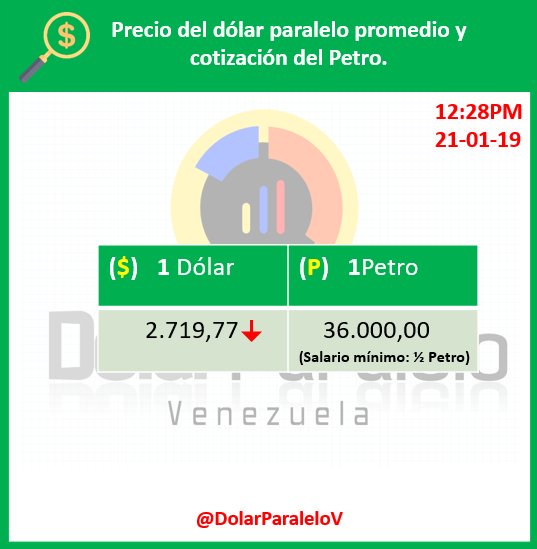 $
Precio del dólar paralelo promedio y
cotización del Petro.
12:28PM
21-01-19
($) 1 Dólar
(P) 1Petro
2.719,77
36.000,00
(Salario mínimo: ½ Petro)
Dolar Paralelo
Venezuela
@DolarParaleloV